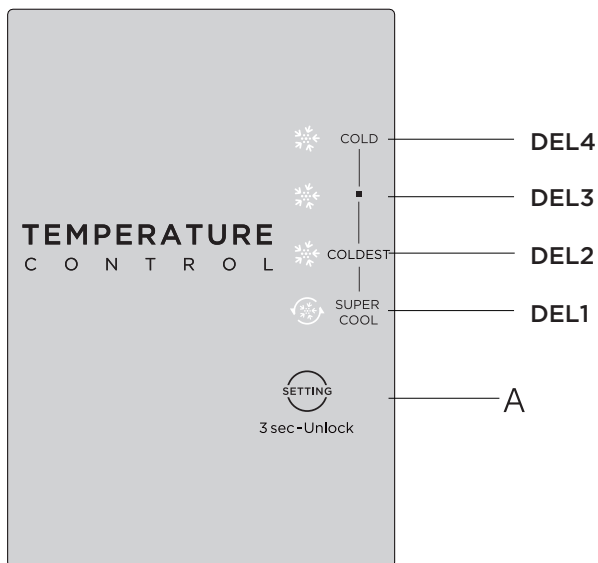 COLD
DEL4
DEL3
TEMPERATURE
CONTROL
COLDEST
DEL2
SUPER
COOL
DEL1
SETTING
A
3 sec-Unlock